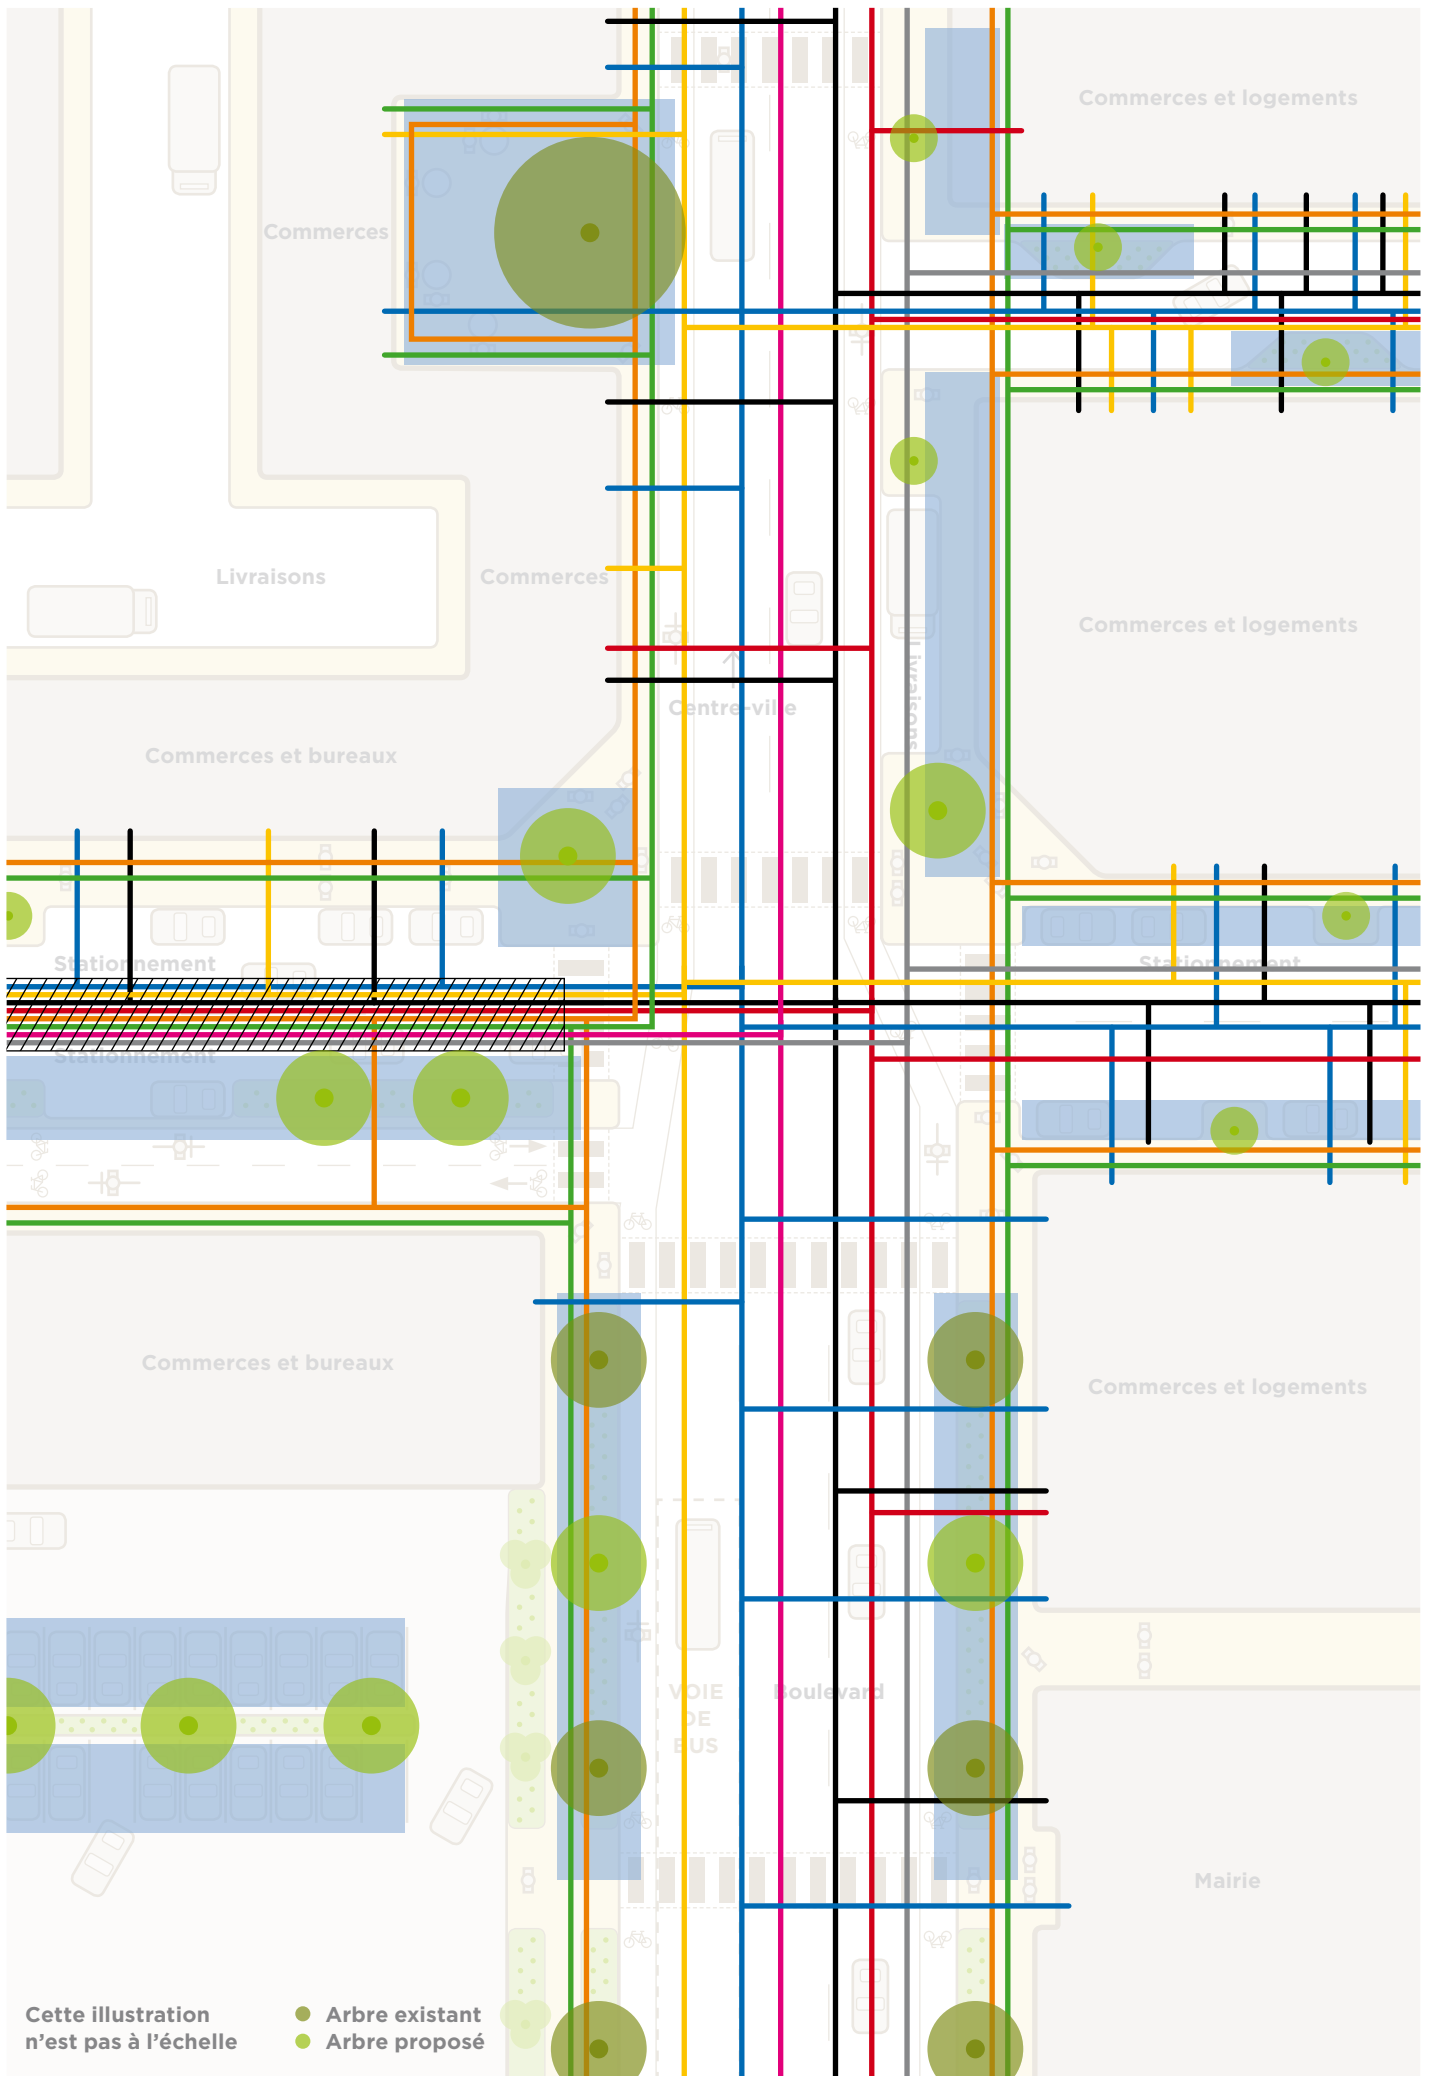 Commerces et logements
Commerces
Livraisons
Commerces
Commerces et logements
Livraisons
Centre-ville
Commerces et bureaux
Stationnement
Stationnement
Stationnement
Commerces et bureaux
Commerces et logements
VOIE
DE
BUS
Boulevard
Mairie
Cette illustration
n’est pas à l’échelle
Arbre existant
Arbre proposé